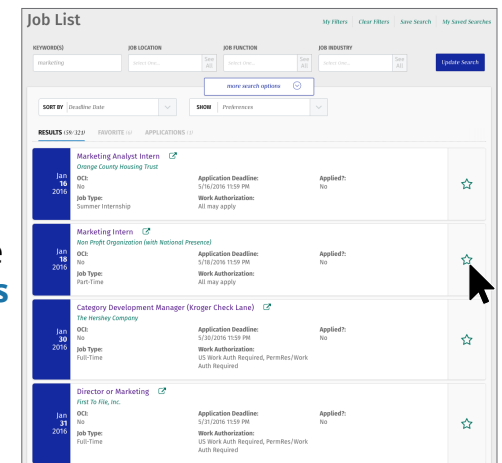 Job List
My Filters Clear Filters Save Search My Saved Searches
KEYWORD(S) JOB LOCATION JOB FUNCTION JOB INDUSTRY
marketing Select One... See All Select One... See All Select One... See All Update Search
more search options
SORT BY Deadline Date SHOW Preferences
RESULTS (59/321) FAVORITE (6) APPLICATIONS (3)
Marketing Analyst Intern
Orange County Housing Trust
Jan 16 2016
OCI: Application Deadline: Applied?:
No 5/16/2016 11:59 PM No
Job Type: Work Authorization:
Summer Internship All may apply
Marketing Intern
Non Profit Organization (with National Presence)
Jan 18 2016
OCI: Application Deadline: Applied?:
No 5/18/2016 11:59 PM No
Job Type: Work Authorization:
Part-Time All may apply
Category Development Manager (Kroger Check Lane)
The Hershey Company
Jan 30 2016
OCI: Application Deadline: Applied?:
No 5/30/2016 11:59 PM No
Job Type: Work Authorization:
Full-Time US Work Auth Required, PermRes/Work
Auth Required
Director or Marketing
First To File, Inc.
Jan 31 2016
OCI: Application Deadline: Applied?:
No 5/31/2016 11:59 PM No
Job Type: Work Authorization:
Full-Time US Work Auth Required, PermRes/Work
Auth Required
e
s